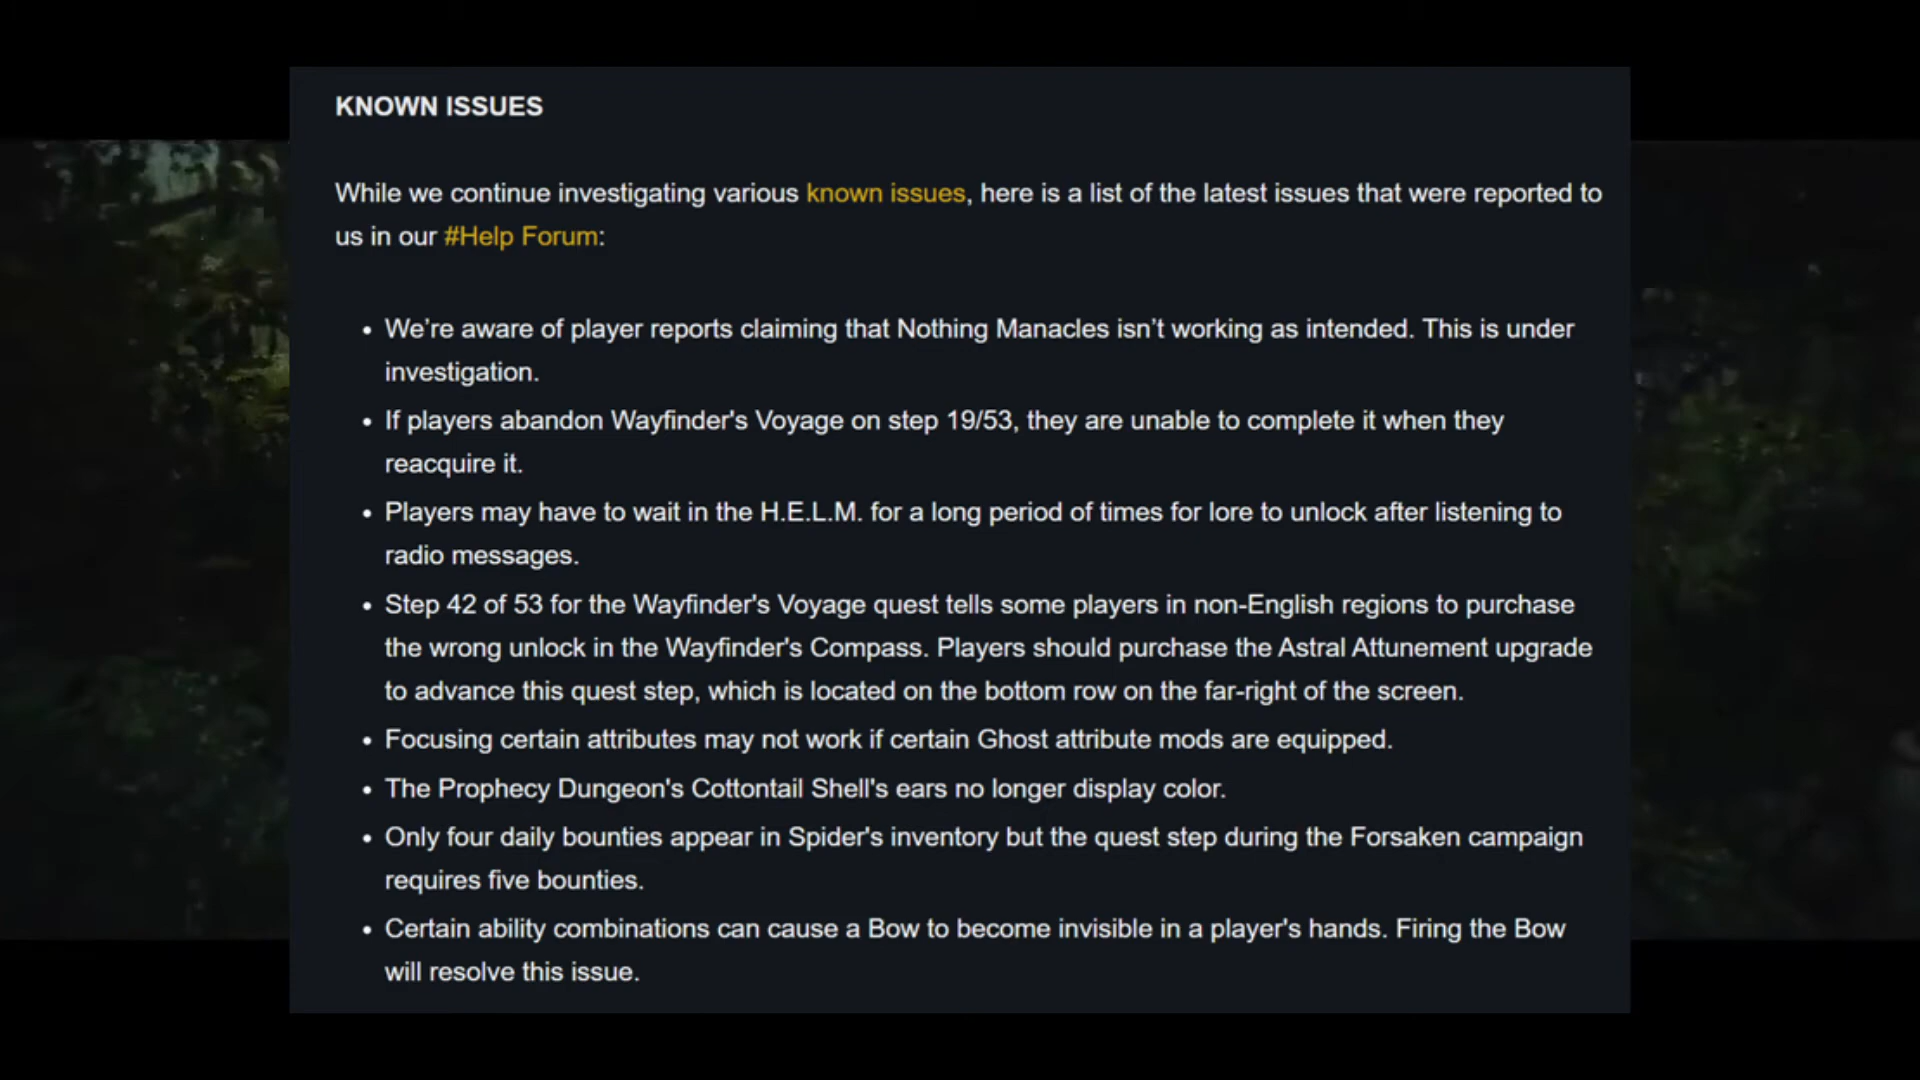 KNOWN ISSUES
While we continue investigating various known issues, here is a list of the latest issues that were reported to
us in our #Help Forum:
• We’re aware of player reports claiming that Nothing Manacles isn’t working as intended. This is under
investigation.
• If players abandon Wayfinder's Voyage on step 19/53, they are unable to complete it when they
reacquire it.
• Players may have to wait in the H.E.L.M. for a long period of times for lore to unlock after listening to
radio messages.
• Step 42 of 53 for the Wayfinder's Voyage quest tells some players in non-English regions to purchase
the wrong unlock in the Wayfinder's Compass. Players should purchase the Astral Attunement upgrade
to advance this quest step, which is located on the bottom row on the far-right of the screen.
• Focusing certain attributes may not work if certain Ghost attribute mods are equipped.
• The Prophecy Dungeon's Cottontail Shell's ears no longer display color.
• Only four daily bounties appear in Spider's inventory but the quest step during the Forsaken campaign
requires five bounties.
• Certain ability combinations can cause a Bow to become invisible in a player's hands. Firing the Bow
will resolve this issue.